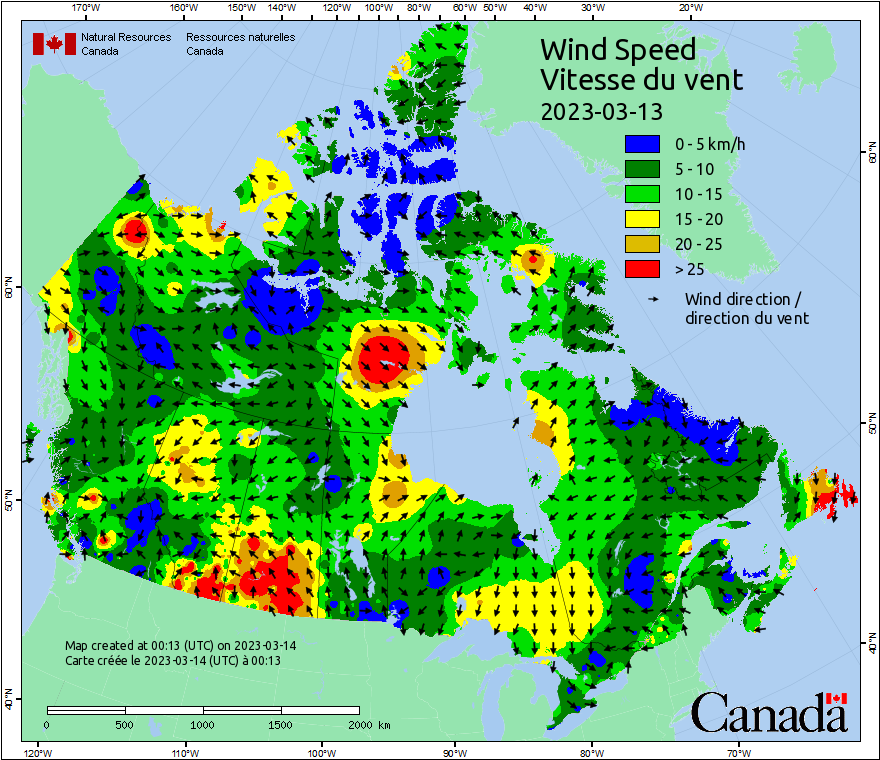 170°W 160°W 150°W 140°W 130°W 120°W 110°W 100°W 90°W 80°W 60°W 50°W 40°W 30°W 20°W
Natural Resources Ressources naturelles
Canada Canada
Wind Speed
Vitesse du vent
2023-03-13
0 - 5 km/h
5 - 10
10 - 15
15 - 20
20 - 25
> 25
Wind direction /
direction du vent
60°N
60°N
50°N
50°N
40°N
40°N
Map created at 00:13 (UTC) on 2023-03-14
Carte créée le 2023-03-14 (UTC) à 00:13
0 500 1000 1500 2000 km
Canada
120°W 110°W 100°W 90°W 80°W 70°W